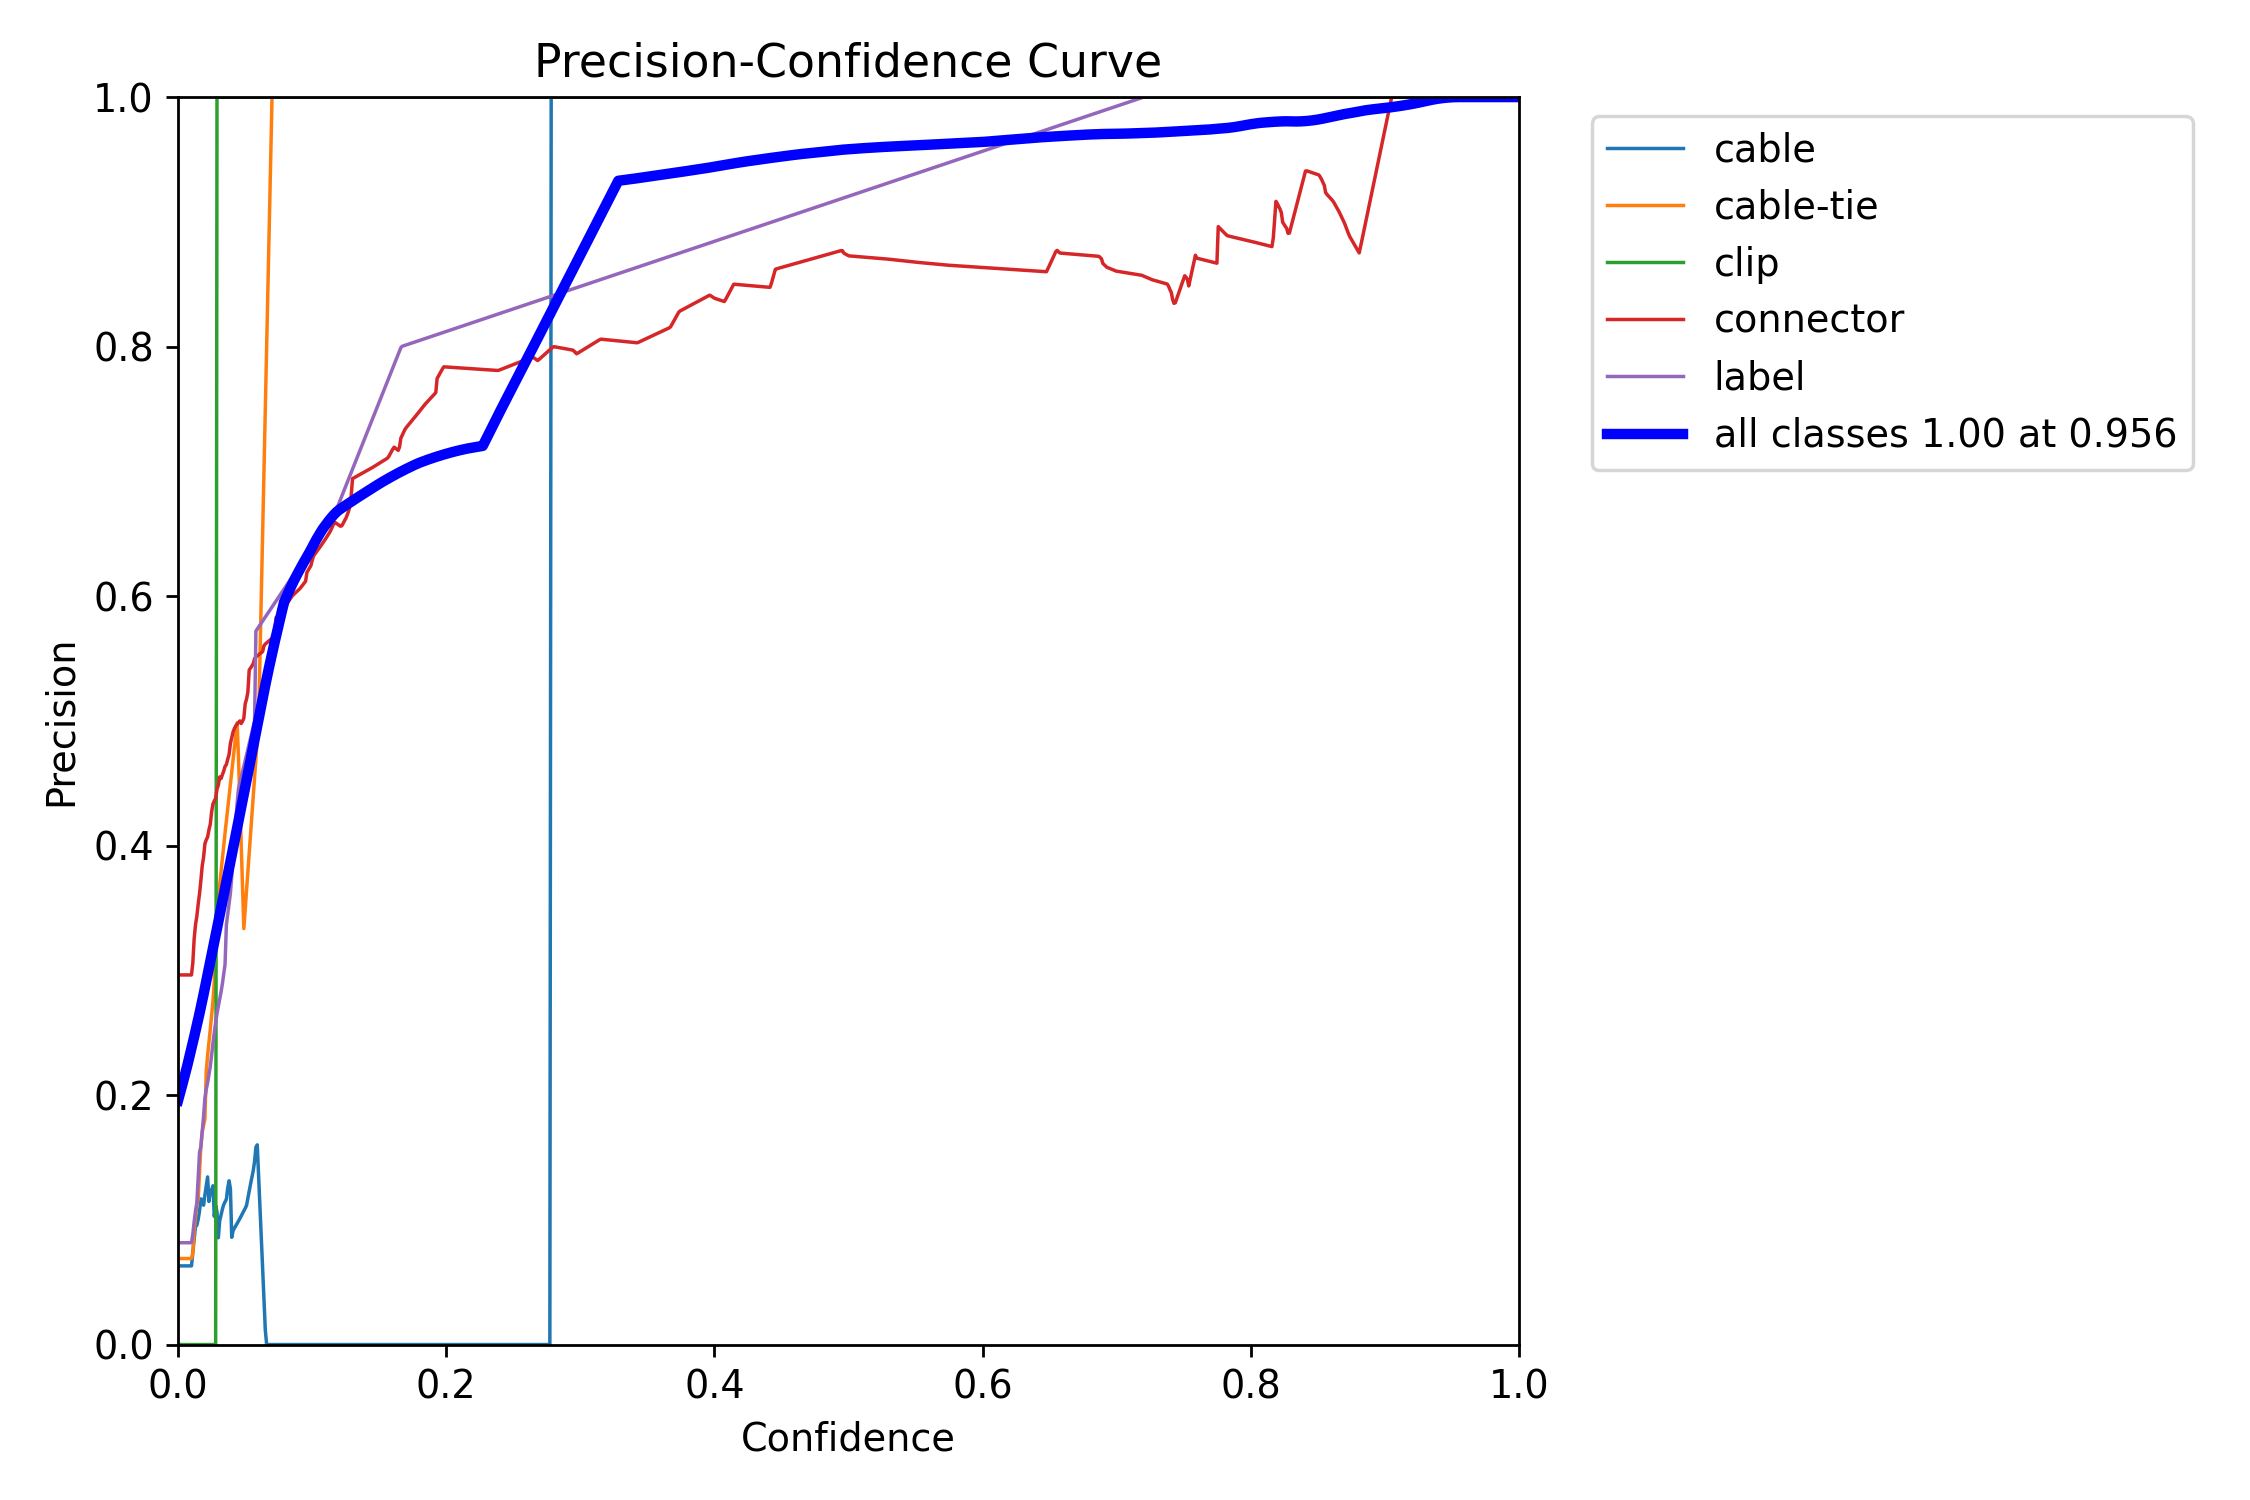 Precision-Confidence Curve
1.0
0.8
0.6
0.4
0.2
0.0
Precision
0.0 0.2 0.4 0.6 0.8 1.0
Confidence
cable
cable-tie
clip
connector
label
all classes 1.00 at 0.956